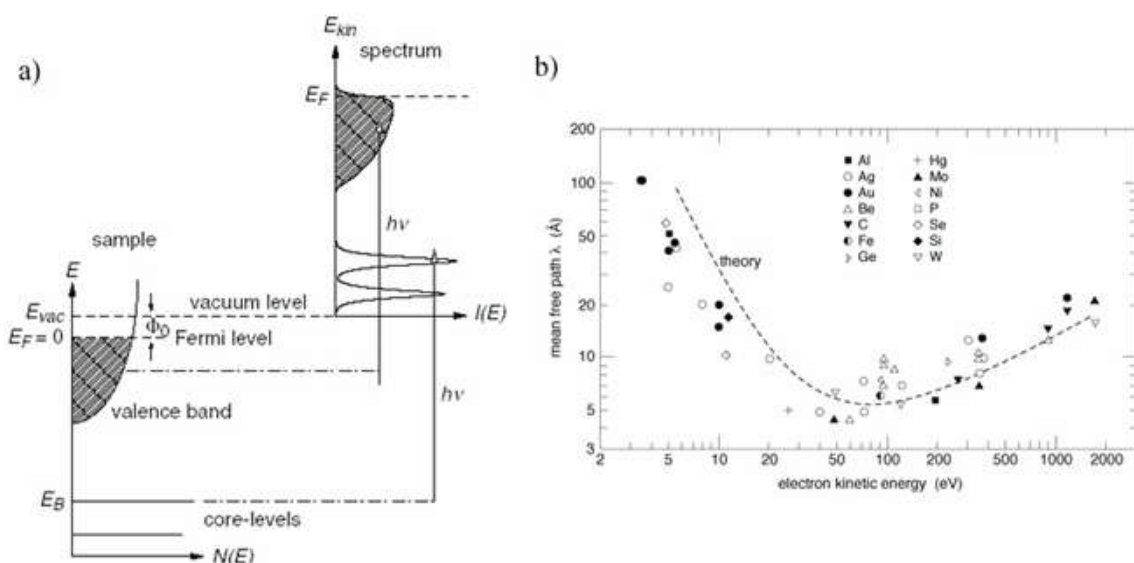 a)
E_kin
spectrum
E_F
hν
sample
E
E_vac
vacuum level
I(E)
Φ_0
E_F = 0
Fermi level
valence band
hν
E_B
core-levels
N(E)
b)
200
100
50
20
10
5
3
mean free path λ (Å)
Al
Ag
Au
Be
C
Fe
Ge
Hg
Mo
Ni
P
Se
Si
W
theory
2
5
10
20
50
100
200
500
1000
2000
electron kinetic energy (eV)